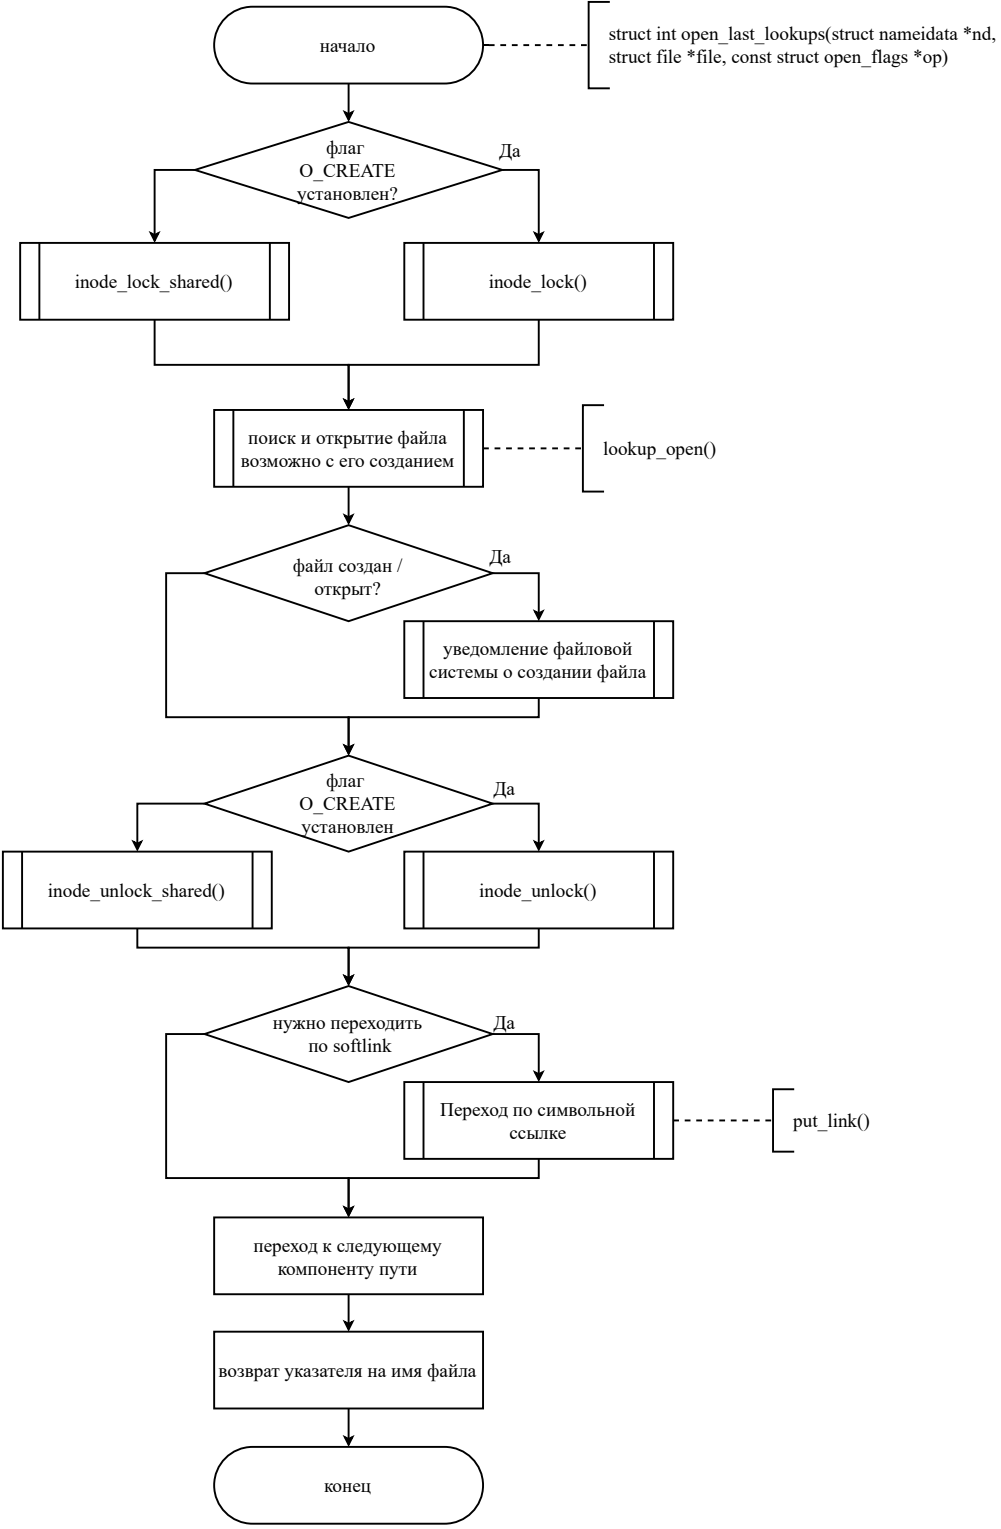 начало
struct int open_last_lookups(struct nameidata *nd,
struct file *file, const struct open_flags *op)
флаг
O_CREATE
установлен?
Да
inode_lock_shared()
inode_lock()
поиск и открытие файла
возможно с его созданием
lookup_open()
файл создан /
открыт?
Да
уведомление файловой
системы о создании файла
флаг
O_CREATE
установлен
Да
inode_unlock_shared()
inode_unlock()
нужно переходить
по softlink
Да
Переход по символьной
ссылке
put_link()
переход к следующему
компоненту пути
возврат указателя на имя файла
конец